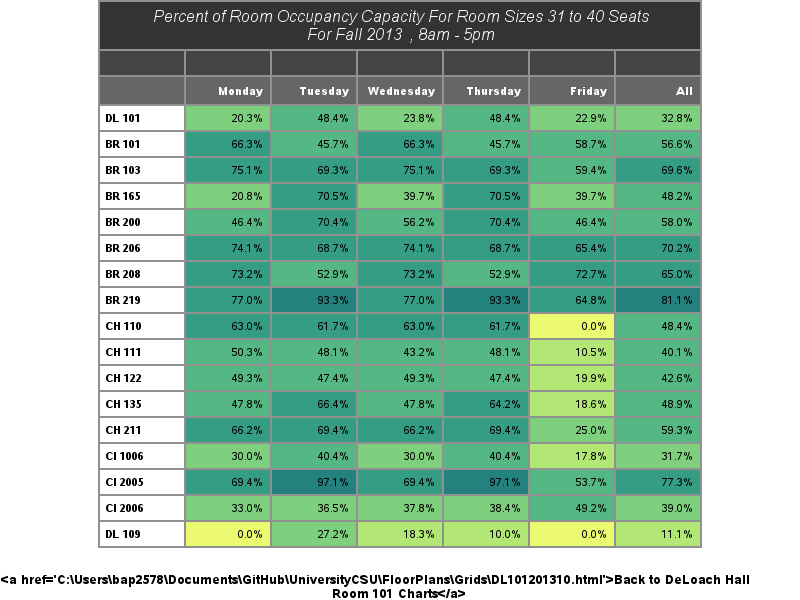 Percent of Room Occupancy Capacity For Room Sizes 31 to 40 Seats
For Fall 2013 , 8am - 5pm
Monday Tuesday Wednesday Thursday Friday All
DL 101 20.3% 48.4% 23.8% 48.4% 22.9% 32.8%
BR 101 66.3% 45.7% 66.3% 45.7% 58.7% 56.6%
BR 103 75.1% 69.3% 75.1% 69.3% 59.4% 69.6%
BR 165 20.8% 70.5% 39.7% 70.5% 39.7% 48.2%
BR 200 46.4% 70.4% 56.2% 70.4% 46.4% 58.0%
BR 206 74.1% 68.7% 74.1% 68.7% 65.4% 70.2%
BR 208 73.2% 52.9% 73.2% 52.9% 72.7% 65.0%
BR 219 77.0% 93.3% 77.0% 93.3% 64.8% 81.1%
CH 110 63.0% 61.7% 63.0% 61.7% 0.0% 48.4%
CH 111 50.3% 48.1% 43.2% 48.1% 10.5% 40.1%
CH 122 49.3% 47.4% 49.3% 47.4% 19.9% 42.6%
CH 135 47.8% 66.4% 47.8% 64.2% 18.6% 48.9%
CH 211 66.2% 69.4% 66.2% 69.4% 25.0% 59.3%
CI 1006 30.0% 40.4% 30.0% 40.4% 17.8% 31.7%
CI 2005 69.4% 97.1% 69.4% 97.1% 53.7% 77.3%
CI 2006 33.0% 36.5% 37.8% 38.4% 49.2% 39.0%
DL 109 0.0% 27.2% 18.3% 10.0% 0.0% 11.1%
<a href='C:\Users\bap2578\Documents\GitHub\UniversityCSU\FloorPlans\Grids\DL101201310.html'>Back to DeLoach Hall
Room 101 Charts</a>